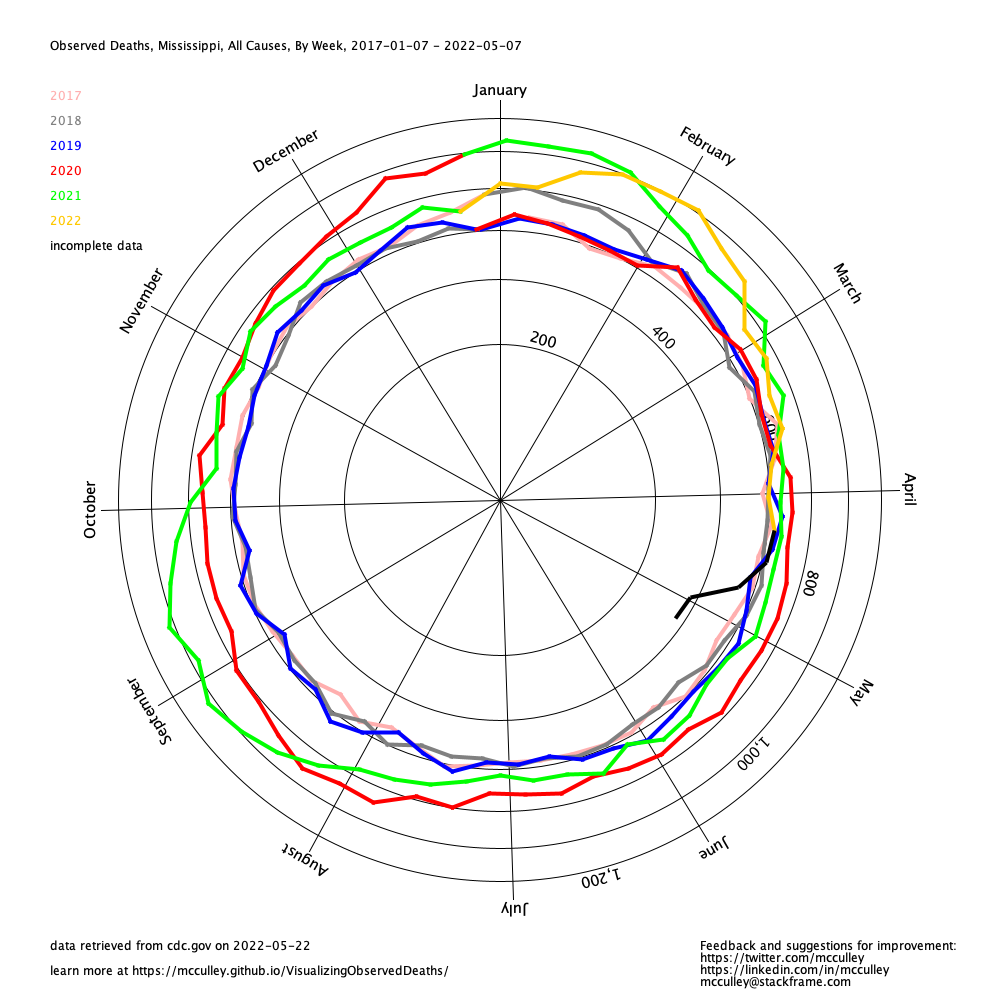 Observed Deaths, Mississippi, All Causes, By Week, 2017-01-07 - 2022-05-07
January
2017
2018
2019
2020
2021
2022
incomplete data
December
February
November
March
200
400
600
October
April
800
September
May
1,000
August
June
1,200
July
data retrieved from cdc.gov on 2022-05-22
learn more at https://mcculley.github.io/VisualizingObservedDeaths/
Feedback and suggestions for improvement:
https://twitter.com/mcculley
https://linkedin.com/in/mcculley
mcculley@stackframe.com